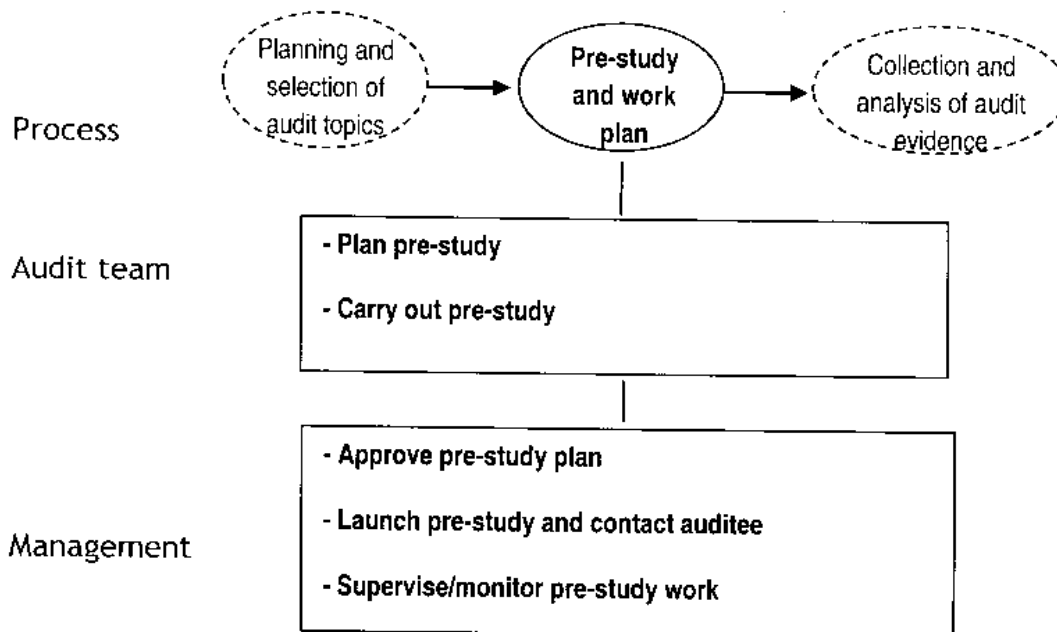 Planning and
selection of
audit topics
Pre-study
and work
plan
Collection and
analysis of audit
evidence
Process
Audit team
- Plan pre-study
- Carry out pre-study
Management
- Approve pre-study plan
- Launch pre-study and contact auditee
- Supervise/monitor pre-study work